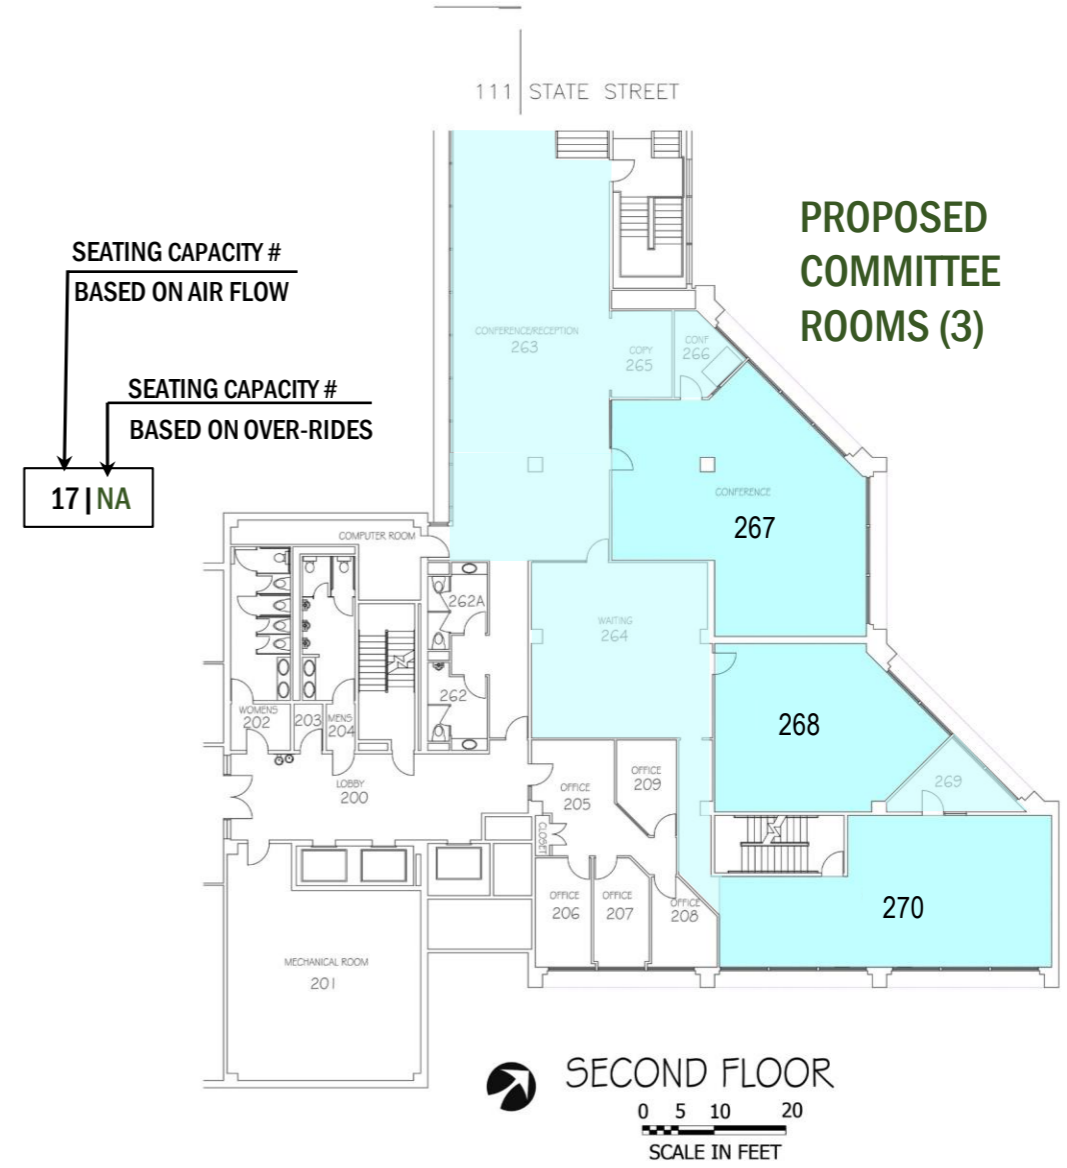 111 STATE STREET
PROPOSED
COMMITTEE
ROOMS (3)
SEATING CAPACITY #
BASED ON AIR FLOW
SEATING CAPACITY #
BASED ON OVER-RIDES
17 | NA
CONFERENCE/RECEPTION
263
COPY
265
CONF
266
CONFERENCE
267
COMPUTER ROOM
262A
WAITING
264
262
WOMENS
202
203
MENS
204
268
269
LOBBY
200
OFFICE
205
OFFICE
209
CLOSET
OFFICE
206
OFFICE
207
OFFICE
208
270
MECHANICAL ROOM
201
SECOND FLOOR
0 5 10 20
SCALE IN FEET